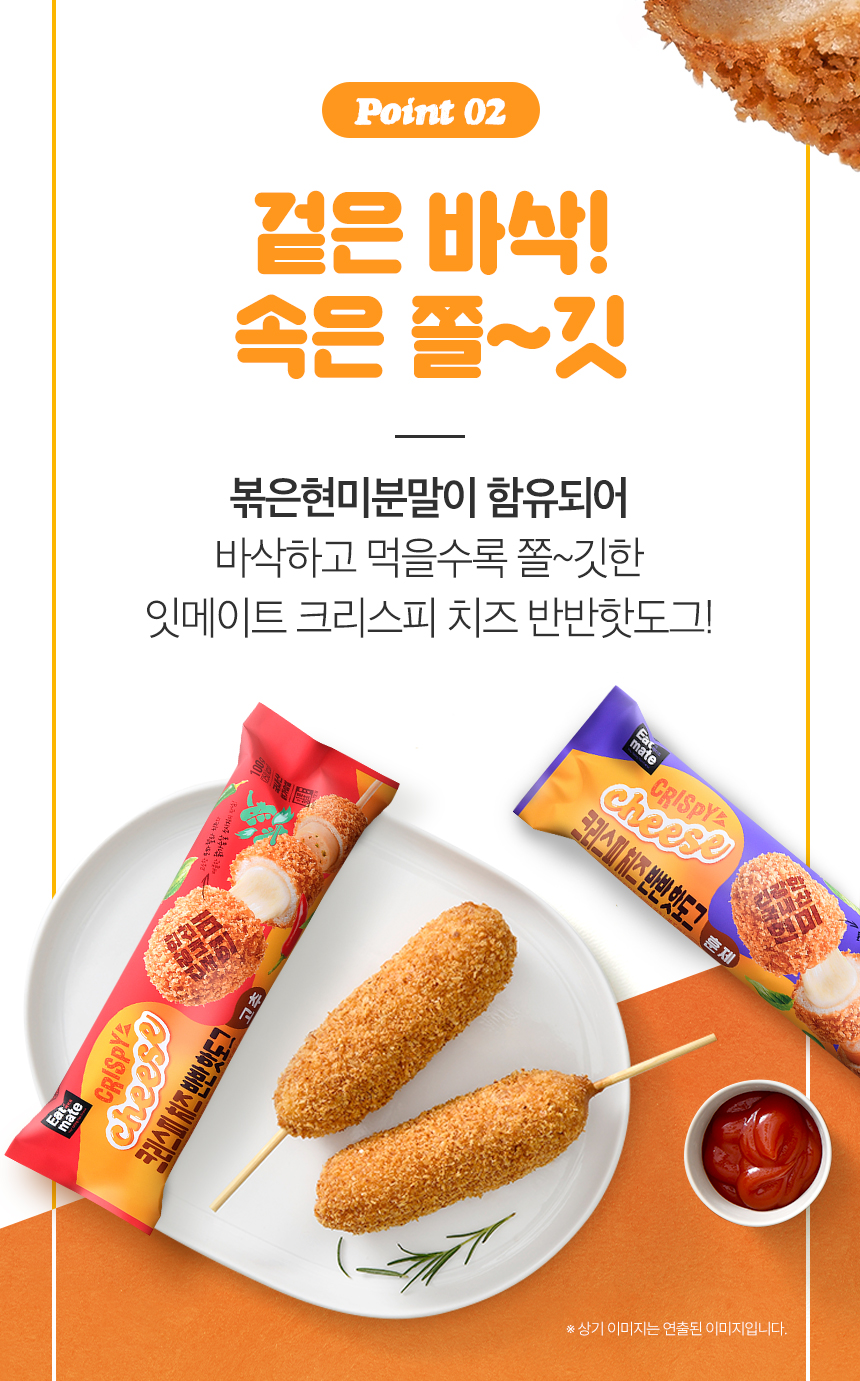 Point 02
겉은 바삭!
속은 쫄~깃
볶은현미분말이 함유되어
바삭하고 먹을수록 쫄~깃한
잇메이트 크리스피 치즈 반반핫도그!
Eat
mate
CRISPY
cheese
크리스피 치즈 반반 핫도그
훈제
100g
Eat
mate
CRISPY
cheese
크리스피 치즈 반반 핫도그
고추
※ 상기 이미지는 연출된 이미지입니다.